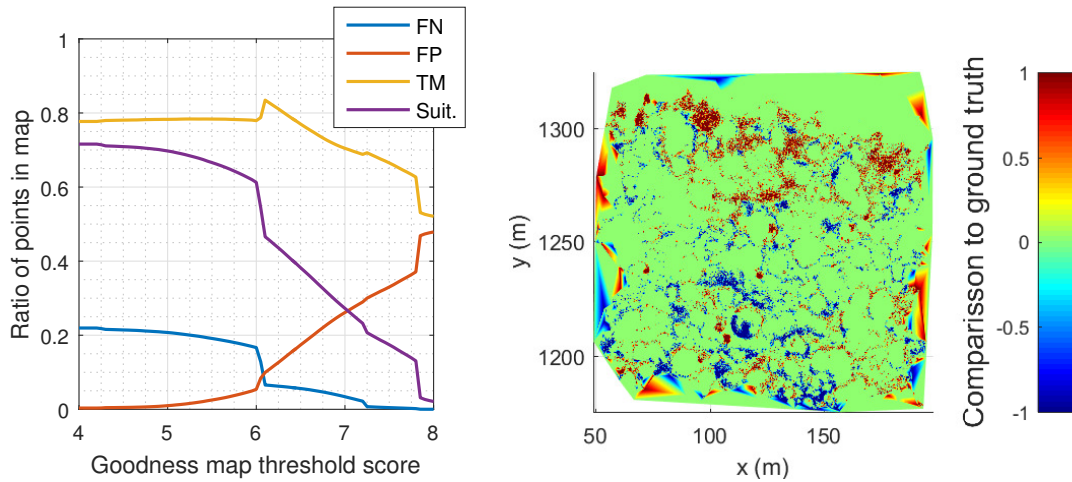 FN
FP
TM
Suit.
1
0.8
0.6
0.4
0.2
0
4
5
6
7
8
Ratio of points in map
Goodness map threshold score
1300
1250
1200
50
100
150
y (m)
x (m)
1
0.5
0
-0.5
-1
Comparisson to ground truth